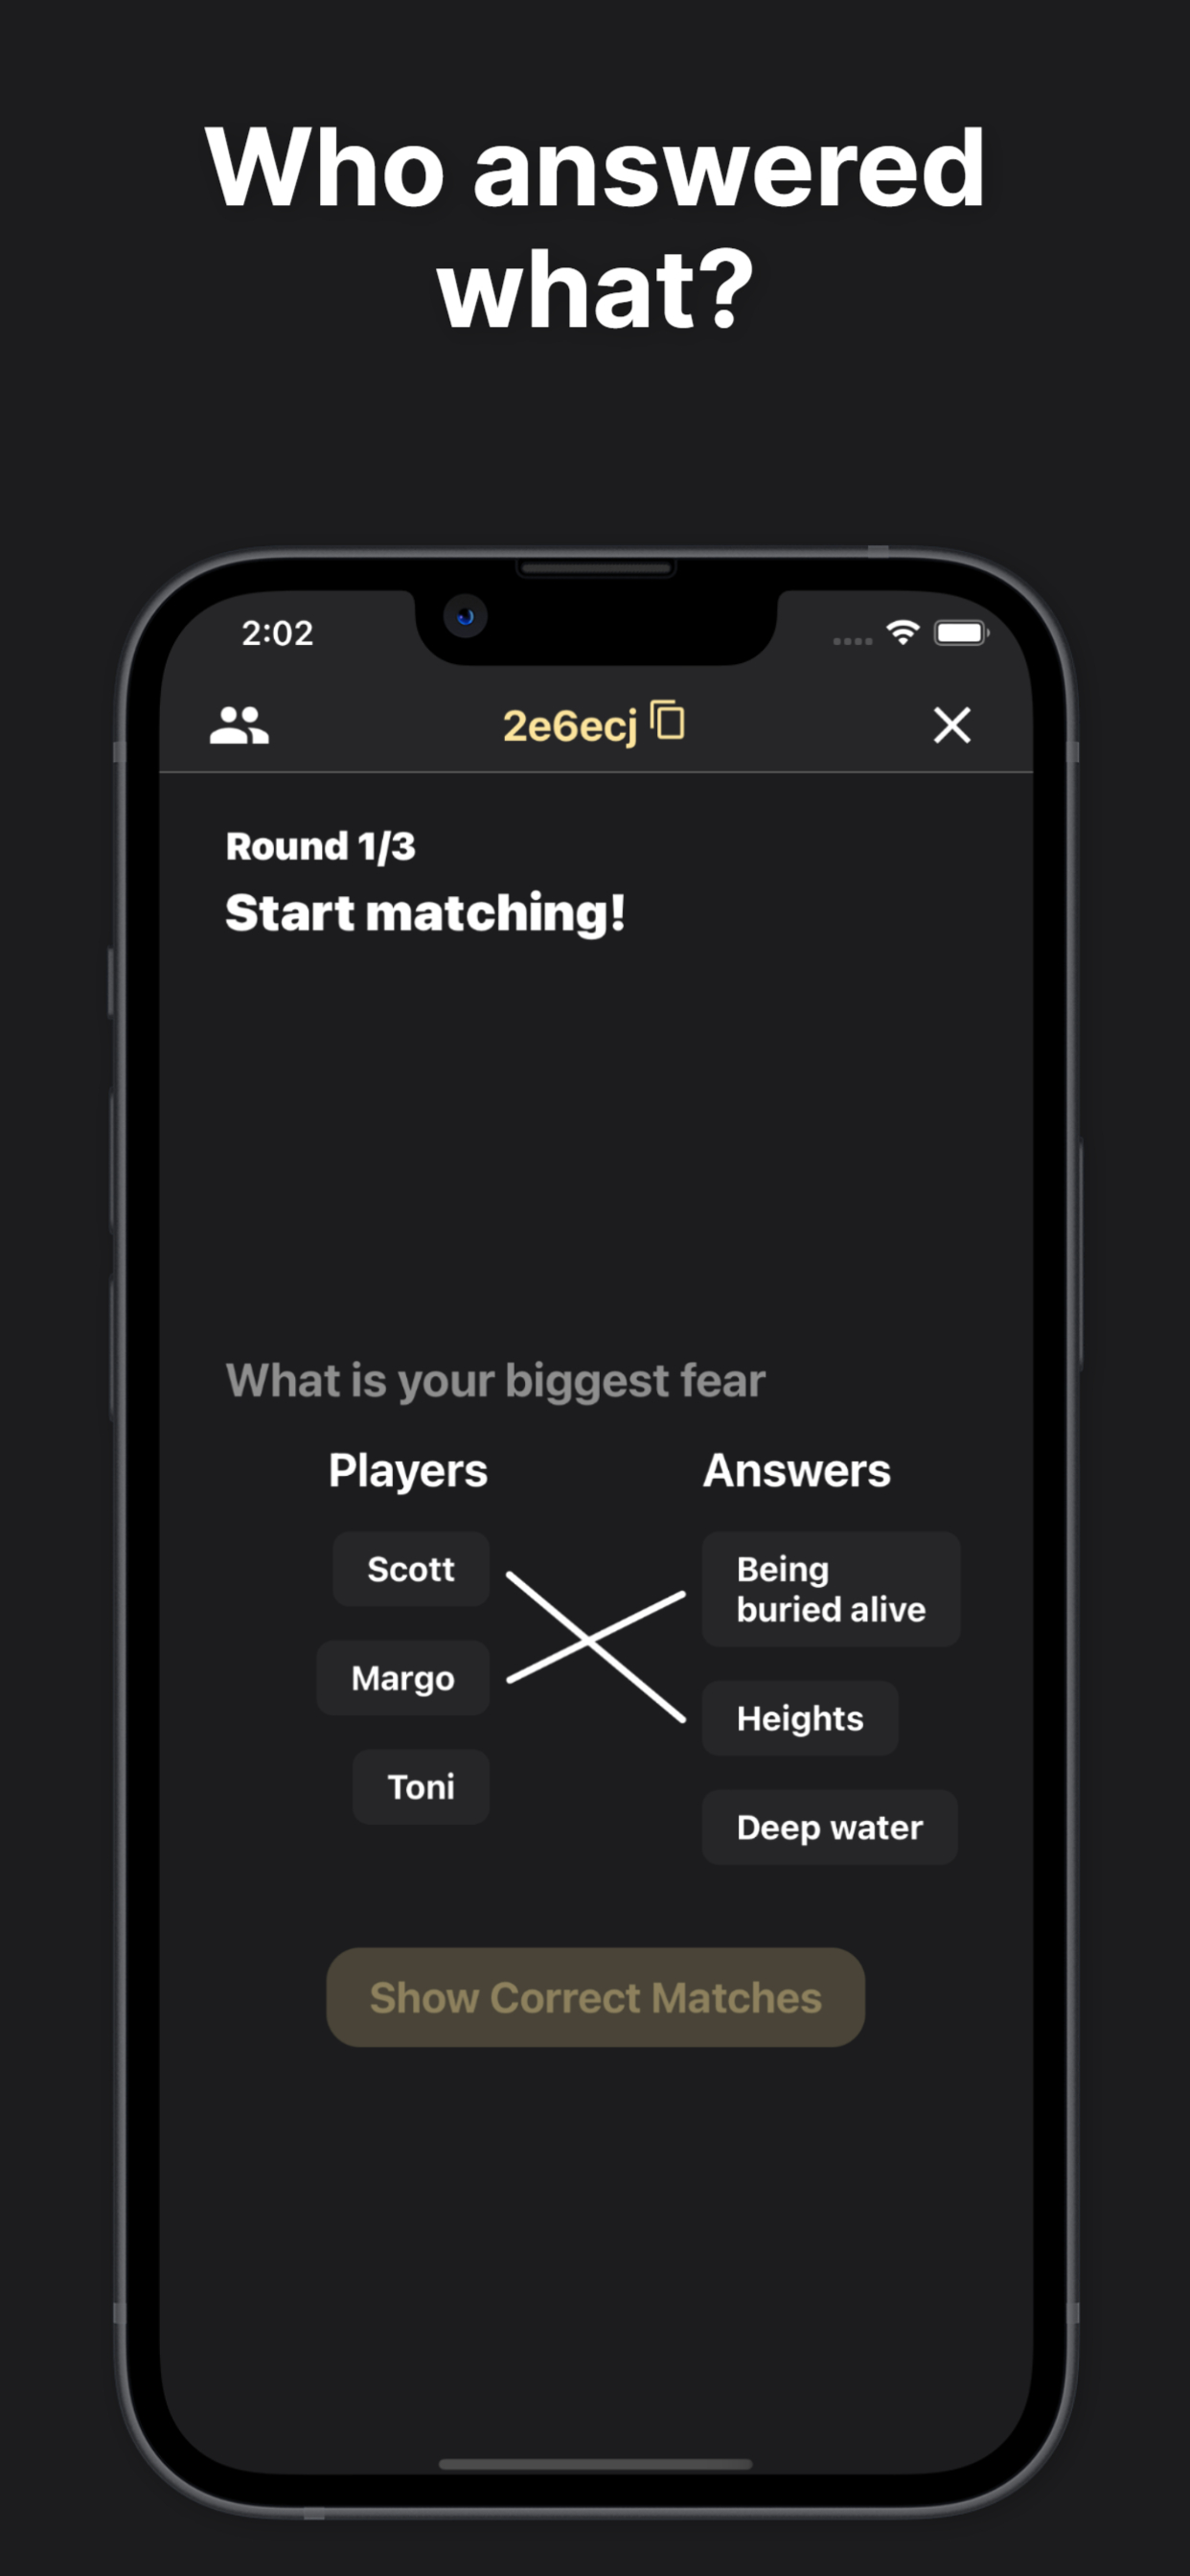 Who answered
what?
2:02
2e6ecj
Round 1/3
Start matching!
What is your biggest fear
Players
Answers
Scott
Being
buried alive
Margo
Heights
Toni
Deep water
Show Correct Matches